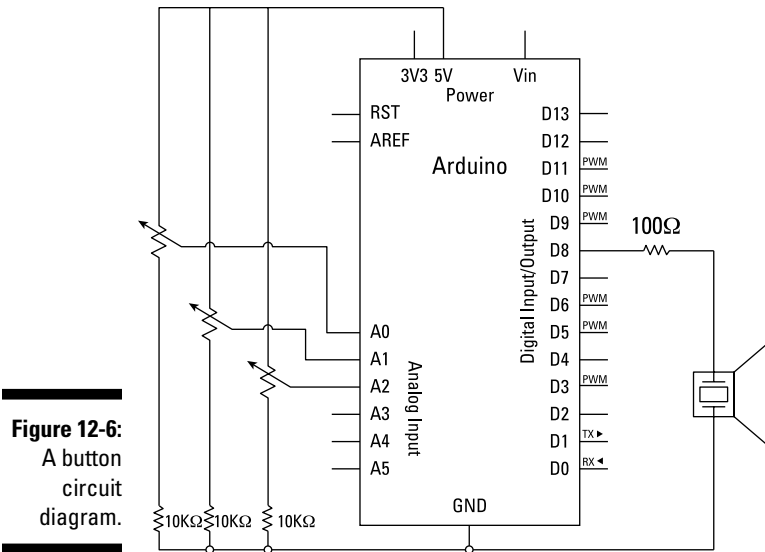 3V3 5V Vin
Power
RST D13
AREF D12
Arduino D11 PWM
D10 PWM
D9 PWM 100Ω
D8
D7
D6 PWM
A0 D5 PWM
A1 D4
A2 D3 PWM
A3 D2
A4 D1 TX ▶
A5 D0 RX ◀
Analog Input
Digital Input/Output
GND
10KΩ 10KΩ 10KΩ
Figure 12-6:
A button
circuit
diagram.